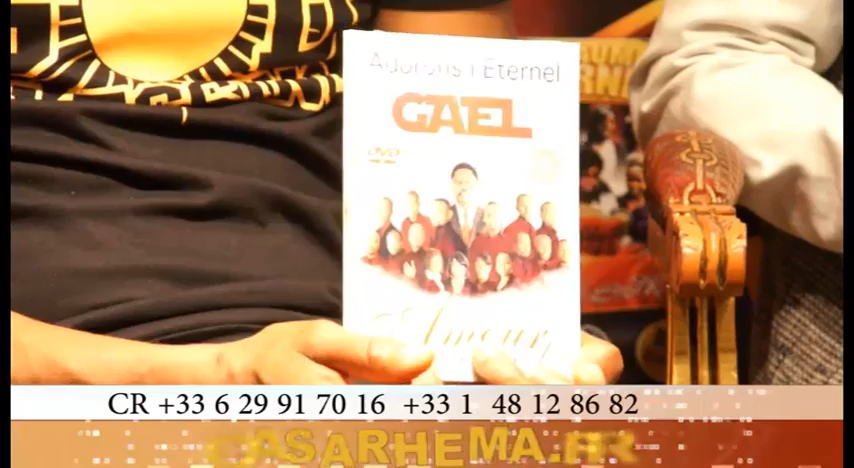 Adorons l'Eternel
GAEL
DVD
Amour
CR +33 6 29 91 70 16 +33 1 48 12 86 82
CASARHEMA.FR